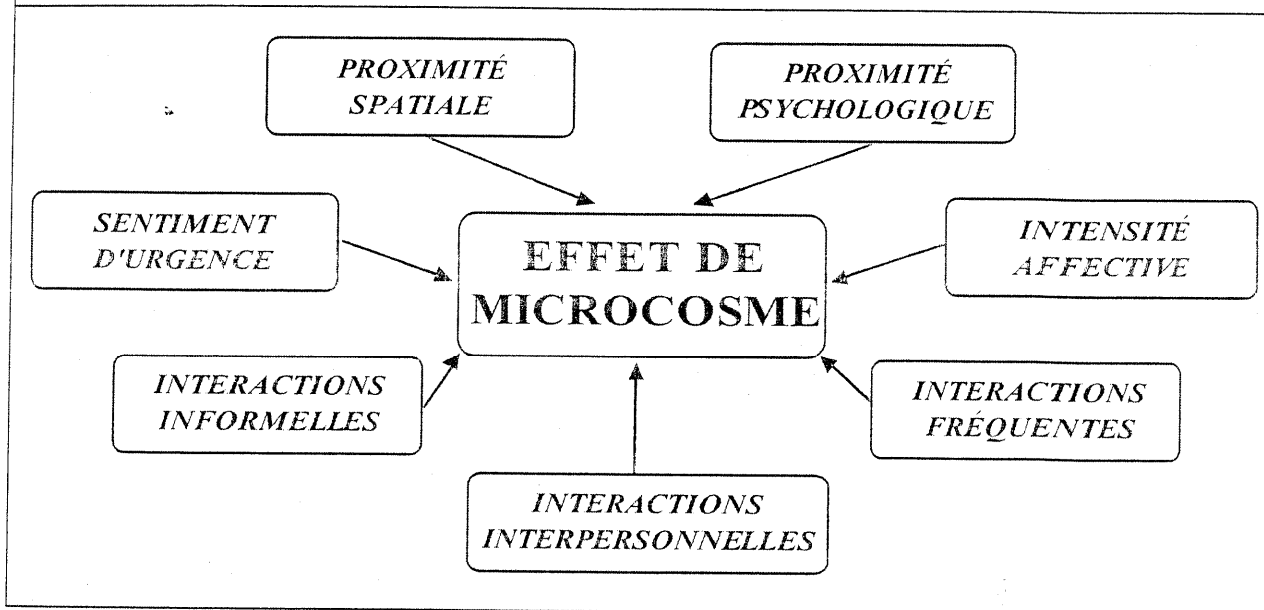 PROXIMITÉ
SPATIALE
PROXIMITÉ
PSYCHOLOGIQUE
SENTIMENT
D'URGENCE
EFFET DE
MICROCOSME
INTENSITÉ
AFFECTIVE
INTERACTIONS
INFORMELLES
INTERACTIONS
FRÉQUENTES
INTERACTIONS
INTERPERSONNELLES